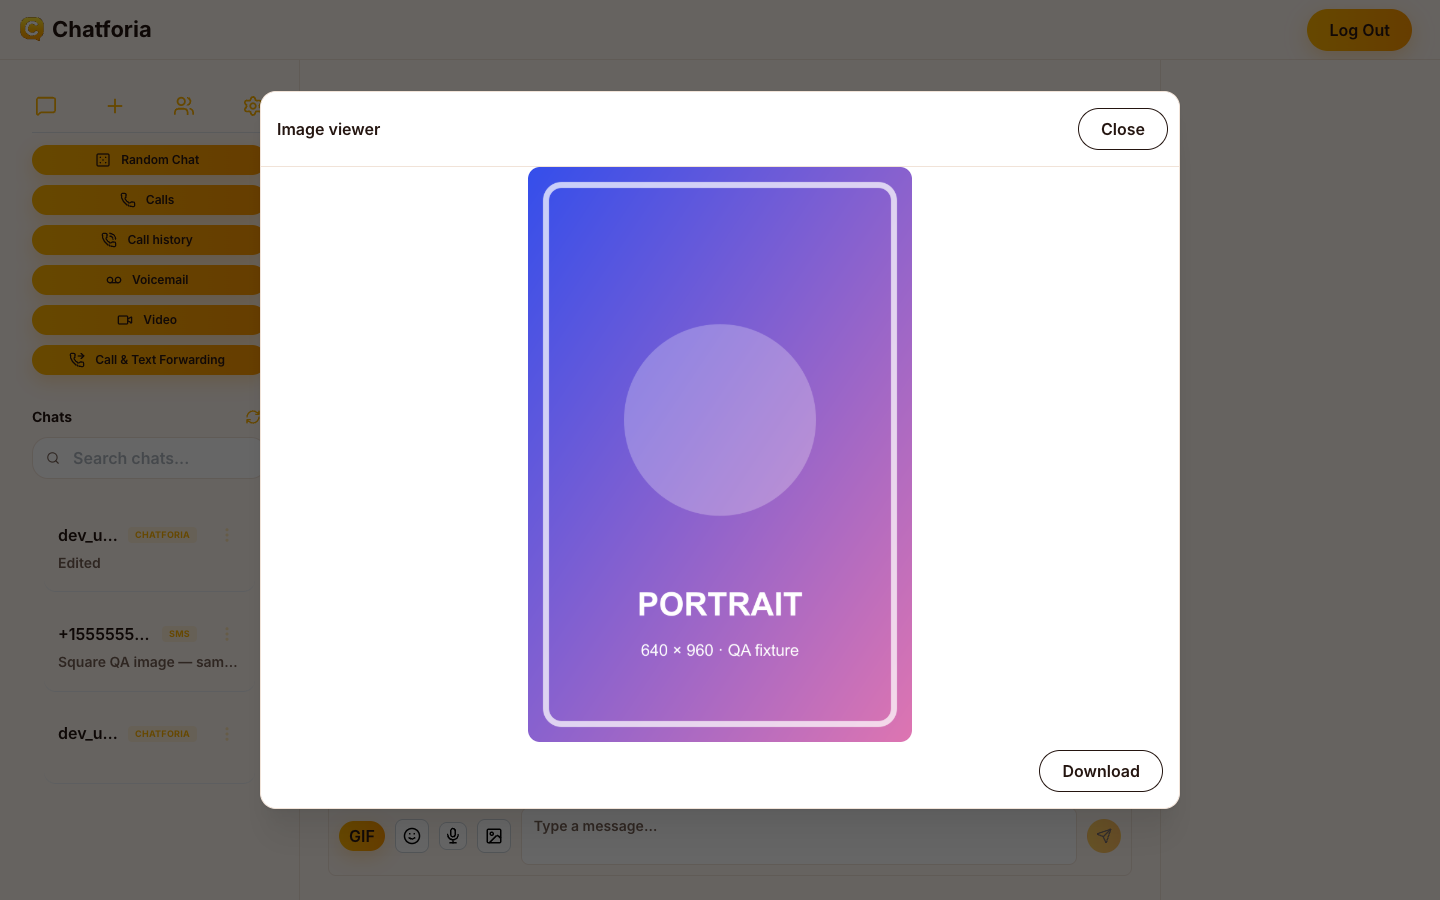 Chatforia
Log Out
Random Chat
Calls
Call history
Voicemail
Video
Call & Text Forwarding
Chats
Search chats...
dev_u... CHATFORIA
Edited
+1555555... SMS
Square QA image — sam...
dev_u... CHATFORIA
Image viewer
Close
PORTRAIT
640 × 960 · QA fixture
Download
GIF
Type a message...